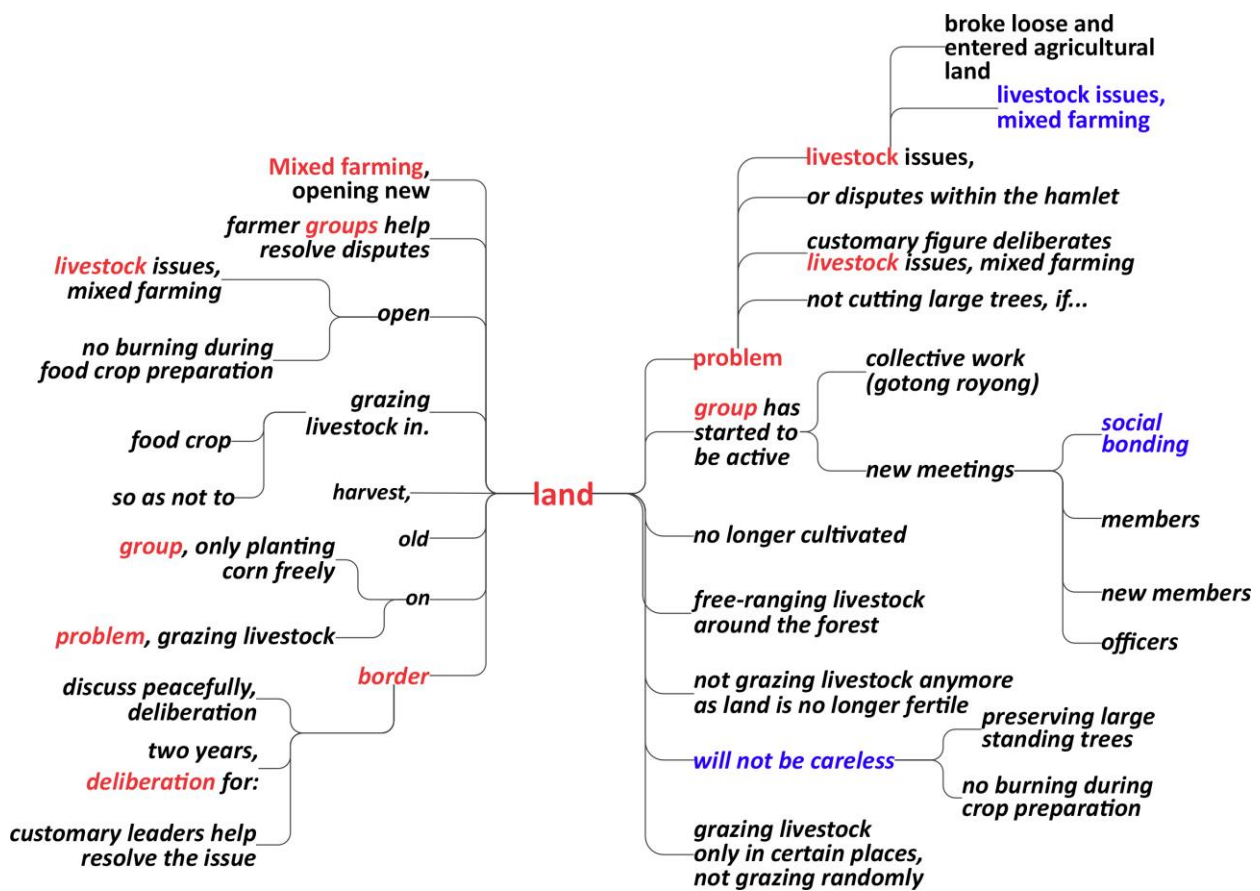 Mixed farming,
opening new
farmer groups help
resolve disputes
livestock issues,
mixed farming
open
no burning during
food crop preparation
grazing
livestock in.
food crop
so as not to
harvest,
old
group, only planting
corn freely
on
problem, grazing livestock
border
discuss peacefully,
deliberation
two years,
deliberation for:
customary leaders help
resolve the issue
land
broke loose and
entered agricultural
land
livestock issues,
mixed farming
livestock issues,
or disputes within the hamlet
customary figure deliberates
livestock issues, mixed farming
not cutting large trees, if...
problem
group has
started to
be active
collective work
(gotong royong)
new meetings
social
bonding
members
new members
officers
no longer cultivated
free-ranging livestock
around the forest
not grazing livestock anymore
as land is no longer fertile
will not be careless
preserving large
standing trees
no burning during
crop preparation
grazing livestock
only in certain places,
not grazing randomly